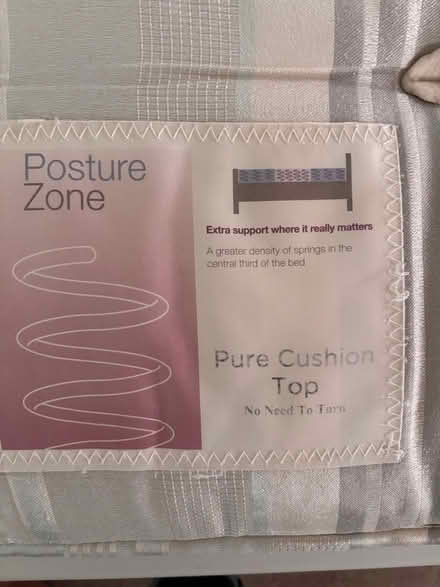 Posture
Zone
Extra support where it really matters
A greater density of springs in the
central third of the bed
Pure Cushion
Top
No Need To Turn